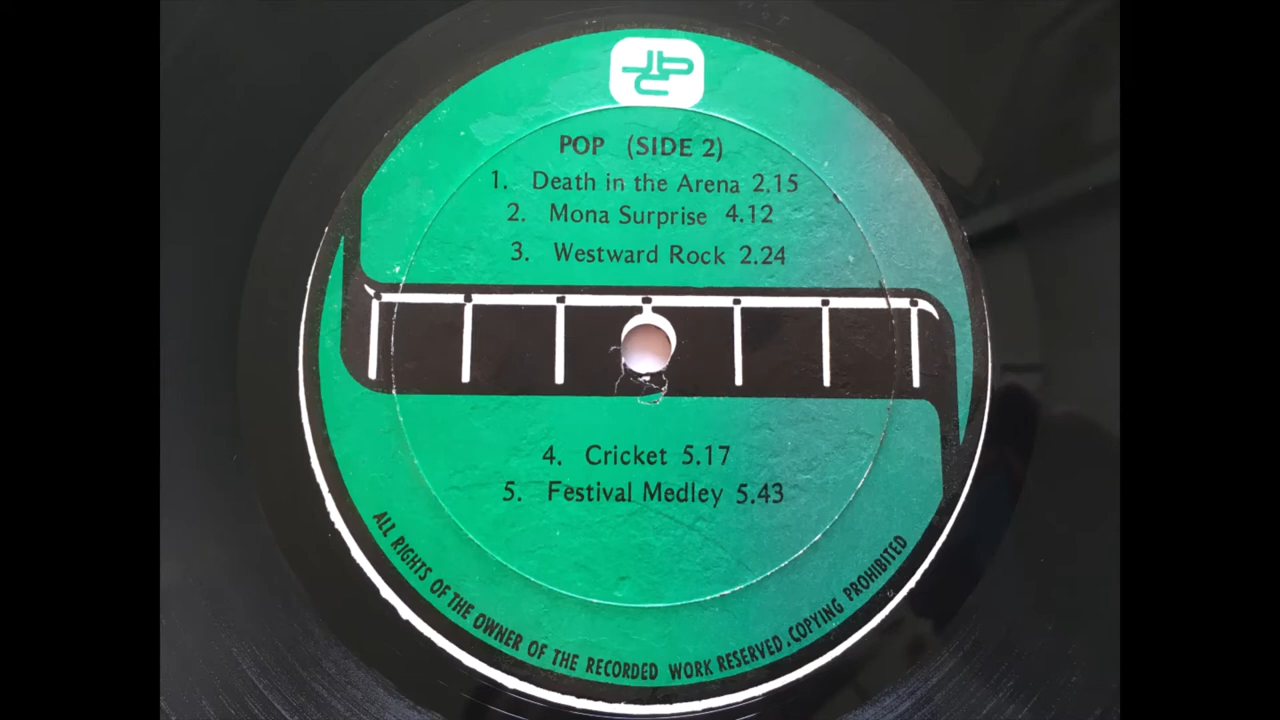 POP (SIDE 2)
1. Death in the Arena 2.15
2. Mona Surprise 4.12
3. Westward Rock 2.24
4. Cricket 5.17
5. Festival Medley 5.43
ALL RIGHTS OF THE OWNER OF THE RECORDED WORK RESERVED. COPYING PROHIBITED